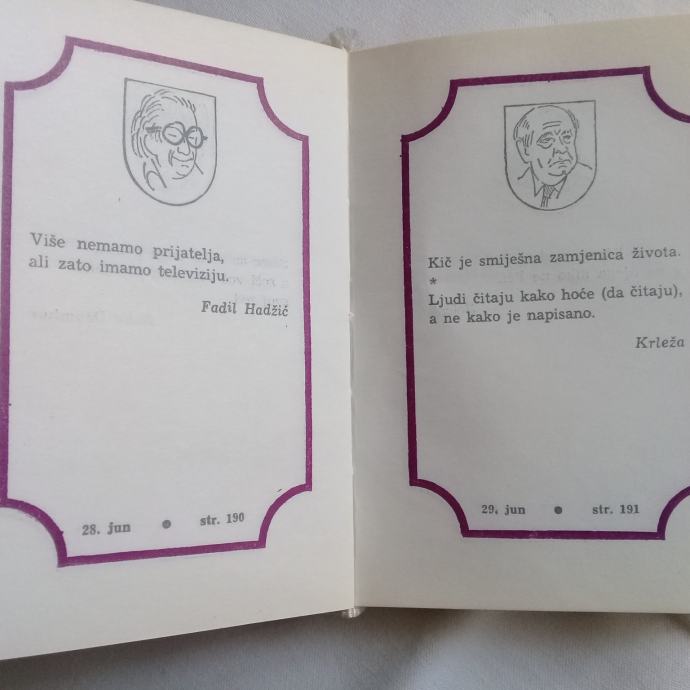 Više nemamo prijatelja,
ali zato imamo televiziju.
Fadil Hadžić
28. jun ● str. 190
Kič je smiješna zamjenica života.
*
Ljudi čitaju kako hoće (da čitaju),
a ne kako je napisano.
Krleža
29. jun ● str. 191